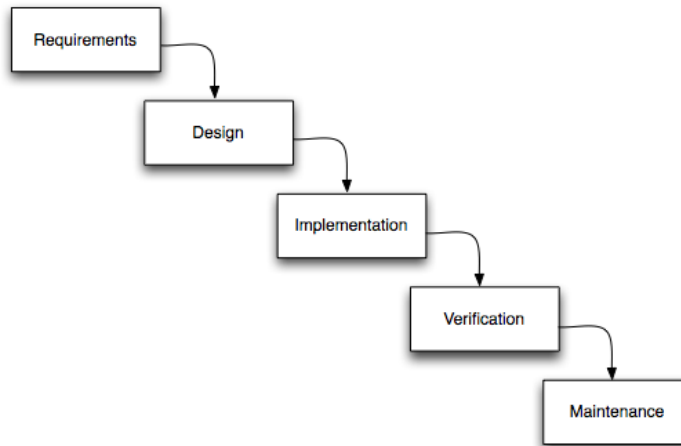 Requirements
Design
Implementation
Verification
Maintenance